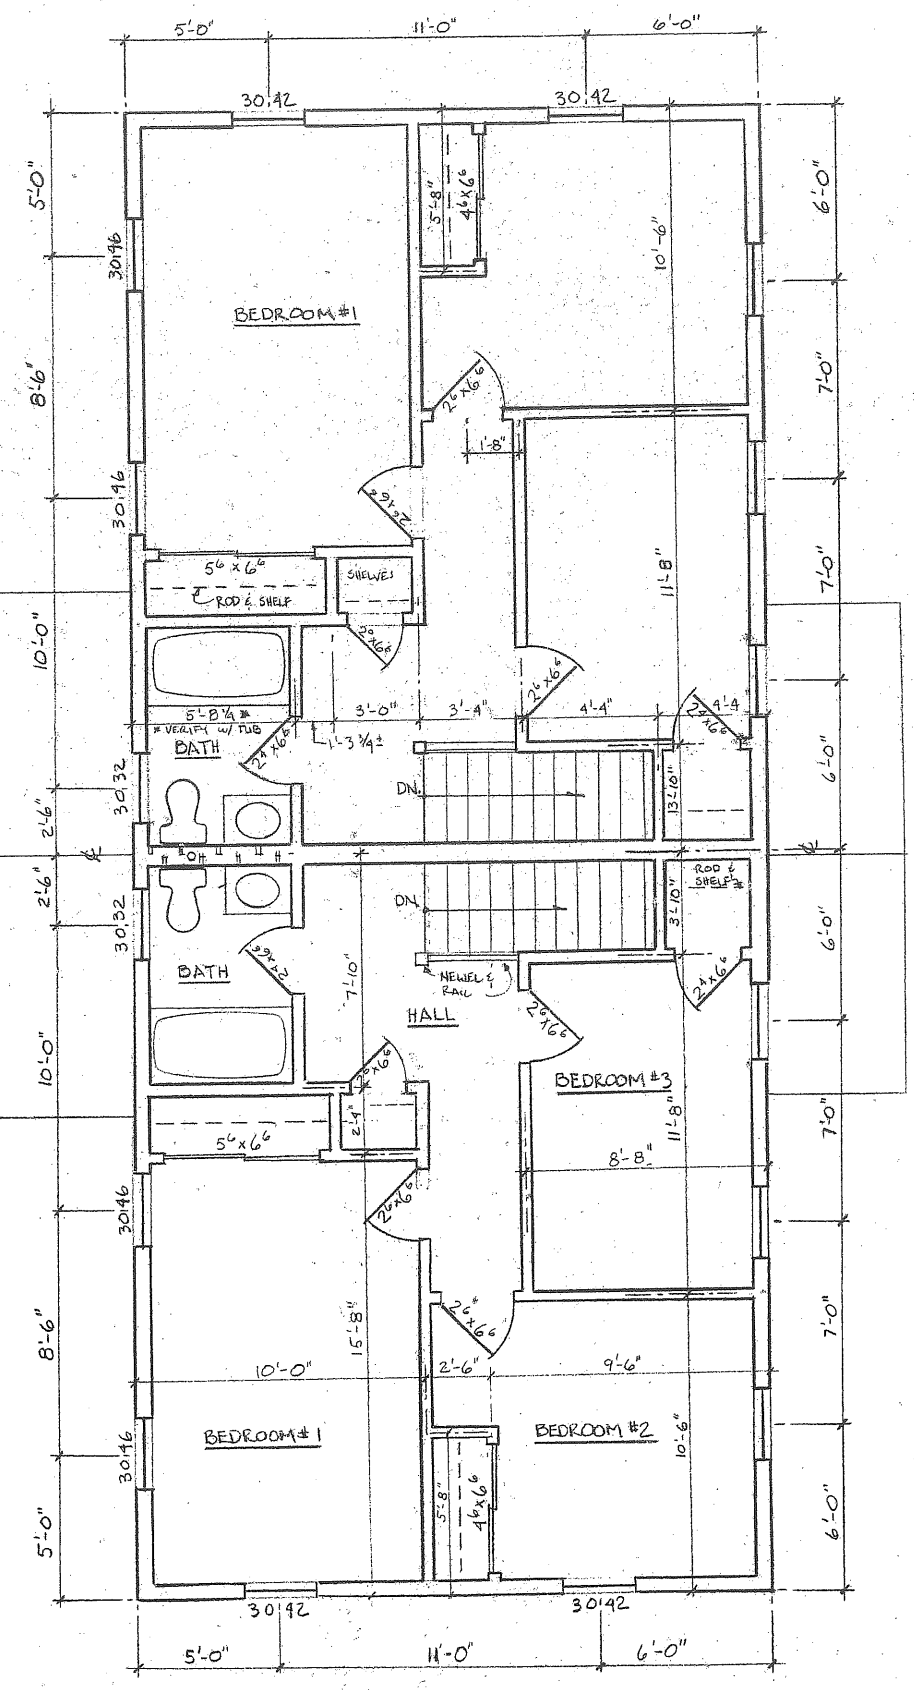 5'-0"
11'-0"
6'-0"
30 42
30 42
5'-0"
6'-0"
5'-8"
4⁶x6⁶
10'-6"
30 46
BEDROOM #1
8'-6"
7'-0"
2⁶x6⁶
1'-8"
30 46
2⁶x6⁶
5⁶x6⁶
SHELVES
ROD & SHELF
11'-8"
7'-0"
10'-0"
2⁰x6⁶
2⁶x6⁶
5'-8¼ *
* VERIFY W/ TUB
BATH
2⁴x6⁶
1'-3¾±
3'-0"
3'-4"
4'-4"
4'-4
2⁴x6⁶
6'-0"
30 32
DN.
13'-10"
2'-6"
℄
℄
2'-6"
ROD &
SHELF
30 32
DN.
3'-10"
6'-0"
2⁴x6⁶
BATH
7'-10"
NEWEL &
RAIL
HALL
2⁶x6⁶
2⁴x6⁶
10'-0"
2⁰x6⁶
BEDROOM #3
2'-4"
11'-8"
7'-0"
5⁶x6⁶
8'-8"
30 46
2⁶x6⁶
8'-6"
15'-8"
2⁶x6⁶
7'-0"
10'-0"
2'-6"
9'-6"
BEDROOM #1
BEDROOM #2
10'-6"
30 46
5'-8"
4⁶x6⁶
5'-0"
6'-0"
30 42
30 42
5'-0"
11'-0"
6'-0"